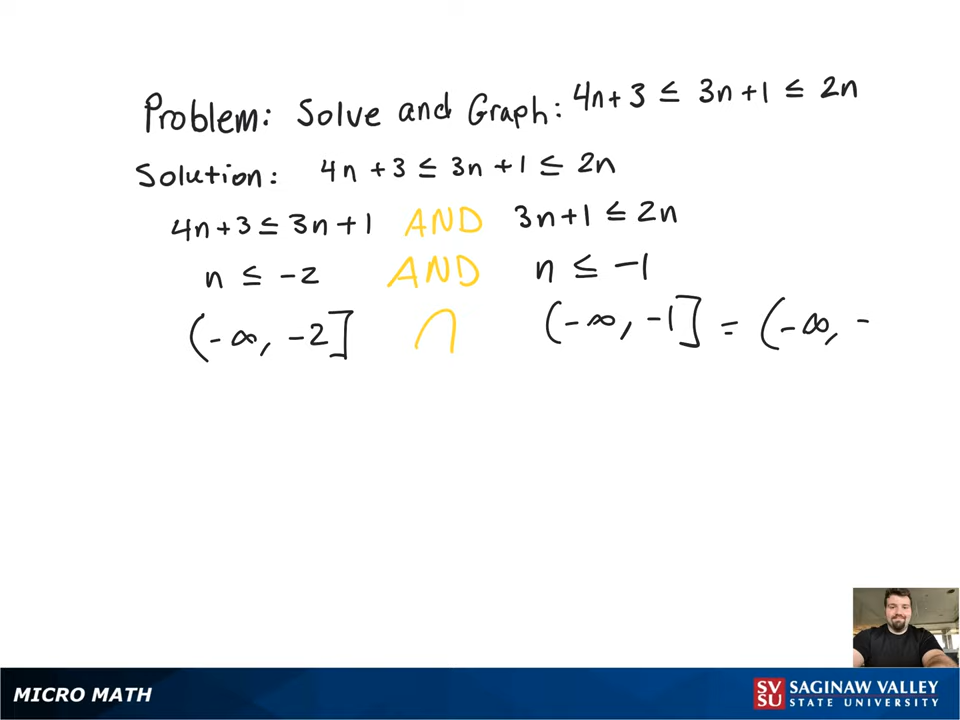 Problem: Solve and Graph: 4n+3 ≤ 3n+1 ≤ 2n
Solution: 4n+3 ≤ 3n+1 ≤ 2n
4n+3 ≤ 3n+1 AND 3n+1 ≤ 2n
n ≤ -2 AND n ≤ -1
(-∞, -2] ∩ (-∞, -1] = (-∞, -
MICRO MATH
SV
SU
SAGINAW VALLEY
STATE UNIVERSITY